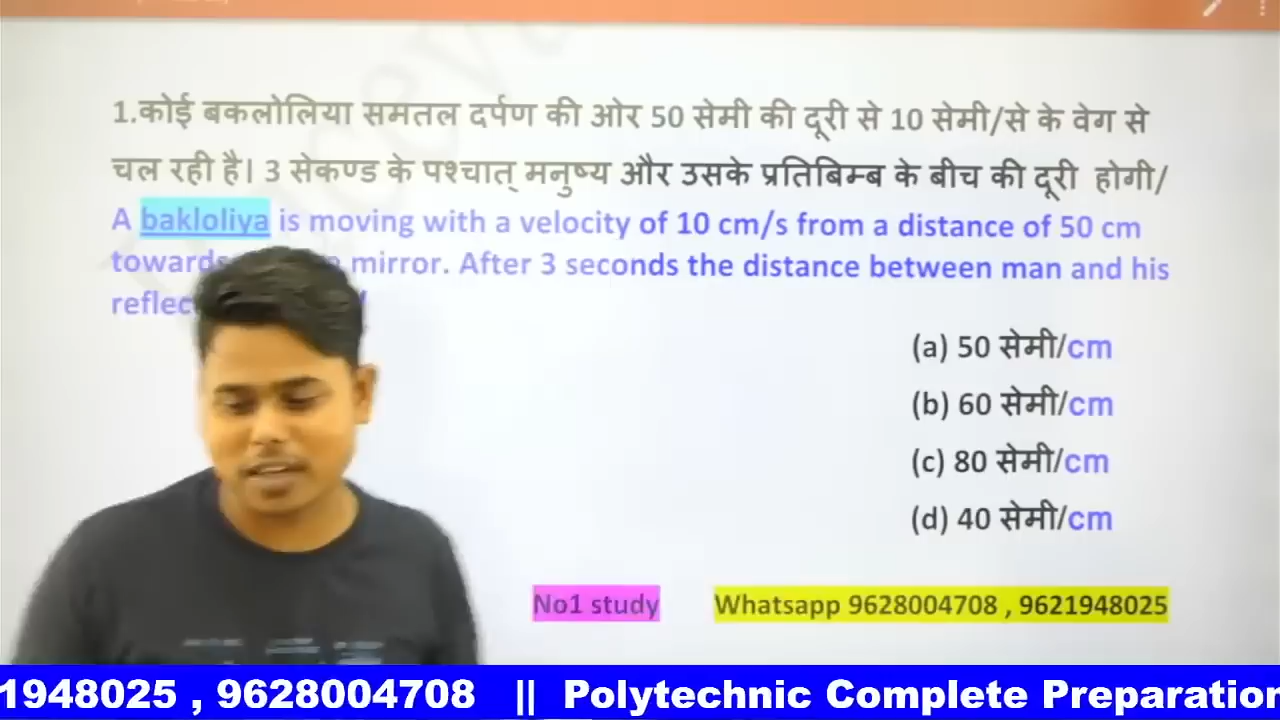 1.कोई बकलोलिया समतल दर्पण की ओर 50 सेमी की दूरी से 10 सेमी/से के वेग से
चल रही है। 3 सेकण्ड के पश्चात् मनुष्य और उसके प्रतिबिम्ब के बीच की दूरी होगी/
A bakloliya is moving with a velocity of 10 cm/s from a distance of 50 cm
towards mirror. After 3 seconds the distance between man and his
(a) 50 सेमी/cm
(b) 60 सेमी/cm
(c) 80 सेमी/cm
(d) 40 सेमी/cm
No1 study Whatsapp 9628004708 , 9621948025
1948025 , 9628004708 || Polytechnic Complete Preparation